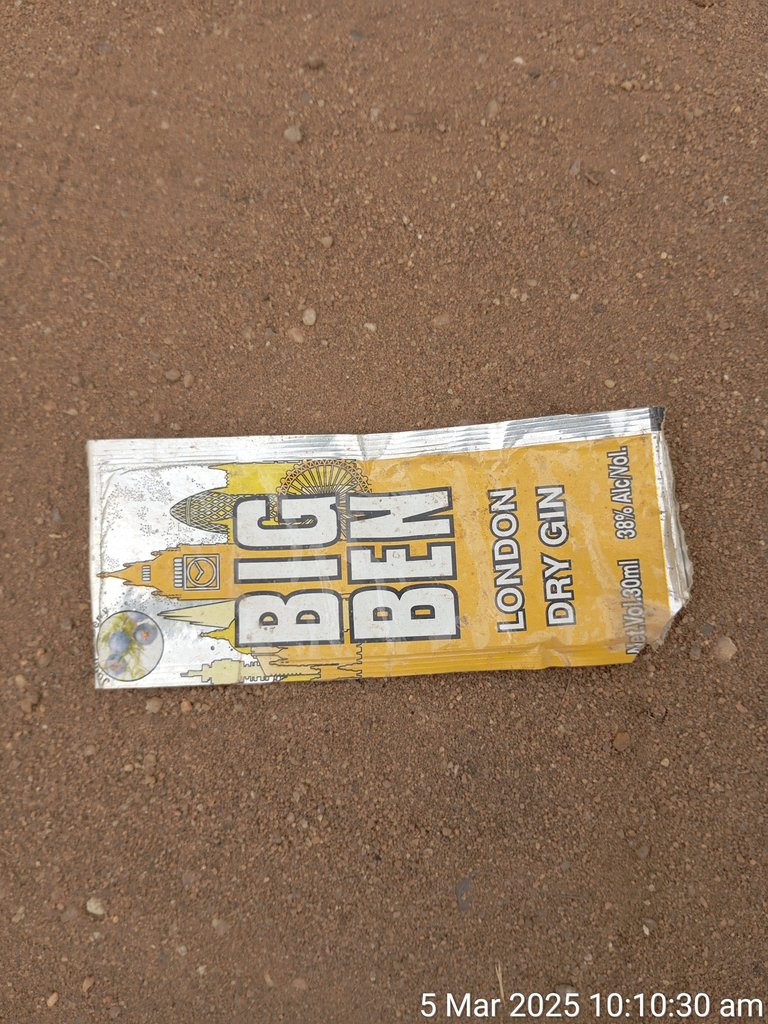 BIG
BEN
LONDON
DRY GIN
Net.Vol.30ml 38% Alc/Vol.
5 Mar 2025 10:10:30 am